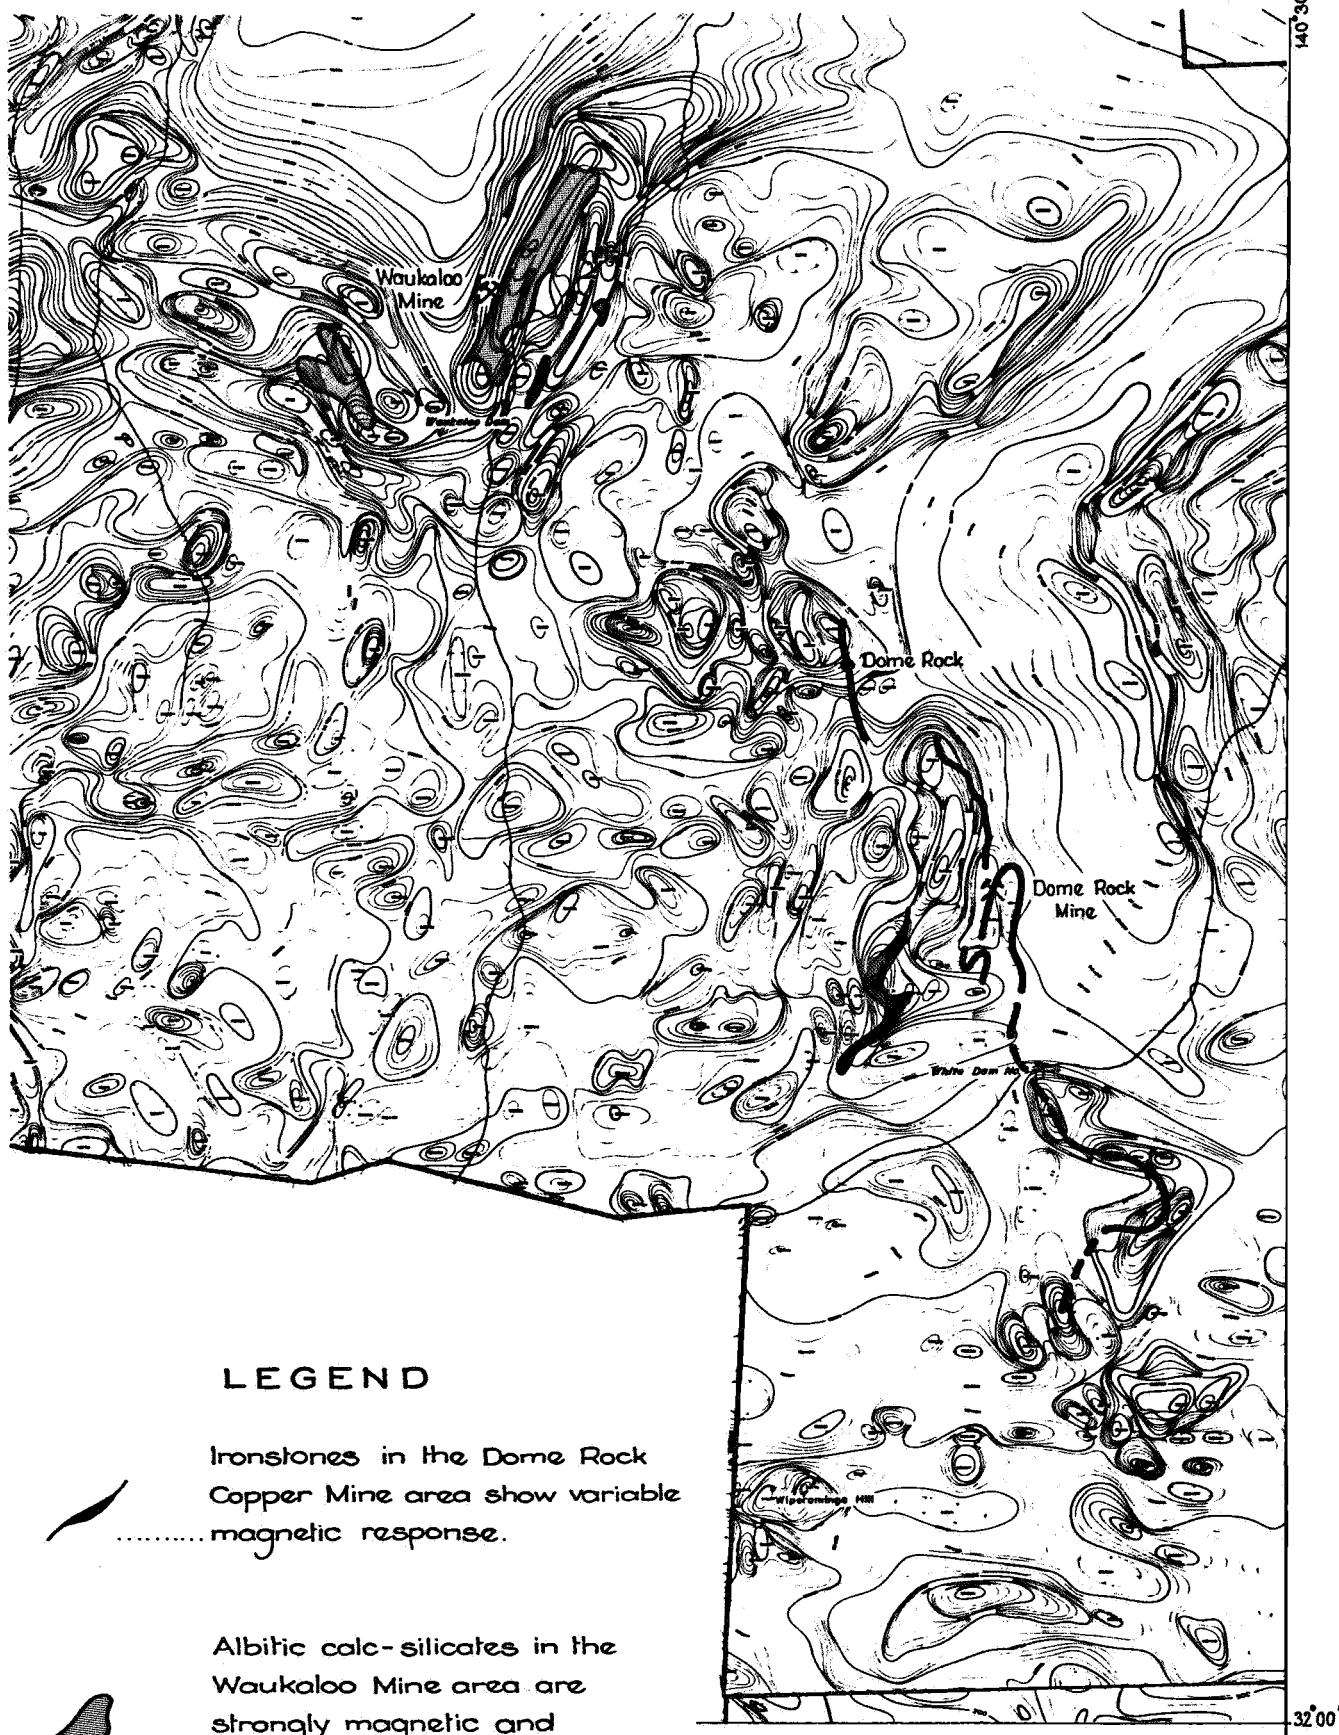 140°30'
Waukaloo
Mine
Waukaloo Dam
Dome Rock
Dome Rock
Mine
White Dam
Wiperaminga Hill
LEGEND
Ironstones in the Dome Rock
Copper Mine area show variable
magnetic response.
Albitic calc-silicates in the
Waukaloo Mine area are
strongly magnetic and
32°00'